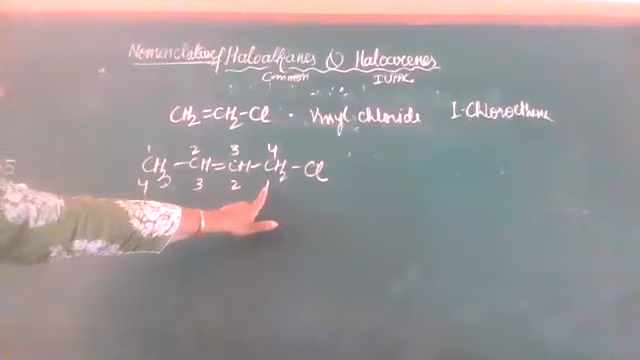 Nomenclature of Haloalkanes & Haloarenes
Common IUPAC
CH2=CH-Cl . Vinyl chloride 1-Chloroethene
1 2 3 4
CH3-CH=CH-CH2-Cl
4 3 2 1